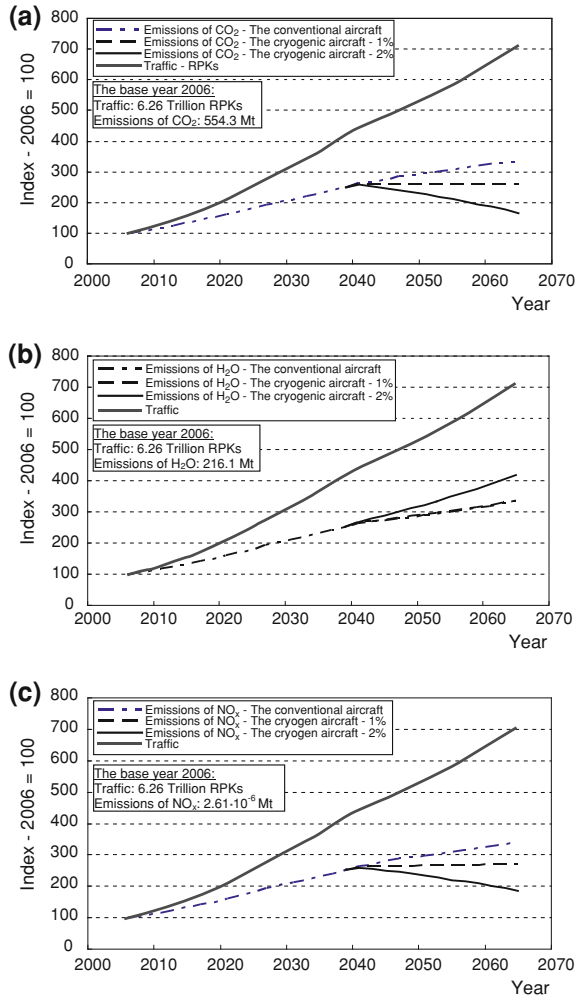 (a)
800
700
600
500
400
300
200
100
0
Index - 2006 = 100
Emissions of CO₂ - The conventional aircraft
Emissions of CO₂ - The cryogenic aircraft - 1%
Emissions of CO₂ - The cryogenic aircraft - 2%
Traffic - RPKs
The base year 2006:
Traffic: 6.26 Trillion RPKs
Emissions of CO₂: 554.3 Mt
2000 2010 2020 2030 2040 2050 2060 2070
Year
(b)
800
700
600
500
400
300
200
100
0
Index - 2006 = 100
Emissions of H₂O - The conventional aircraft
Emissions of H₂O - The cryogenic aircraft - 1%
Emissions of H₂O - The cryogenic aircraft - 2%
Traffic
The base year 2006:
Traffic: 6.26 Trillion RPKs
Emissions of H₂O: 216.1 Mt
2000 2010 2020 2030 2040 2050 2060 2070
Year
(c)
800
700
600
500
400
300
200
100
0
Index - 2006 = 100
Emissions of NOₓ - The conventional aircraft
Emissions of NOₓ - The cryogen aircraft - 1%
Emissions of NOₓ - The cryogen aircraft - 2%
Traffic
The base year 2006:
Traffic: 6.26 Trillion RPKs
Emissions of NOₓ: 2.61·10⁻⁶ Mt
2000 2010 2020 2030 2040 2050 2060 2070
Year